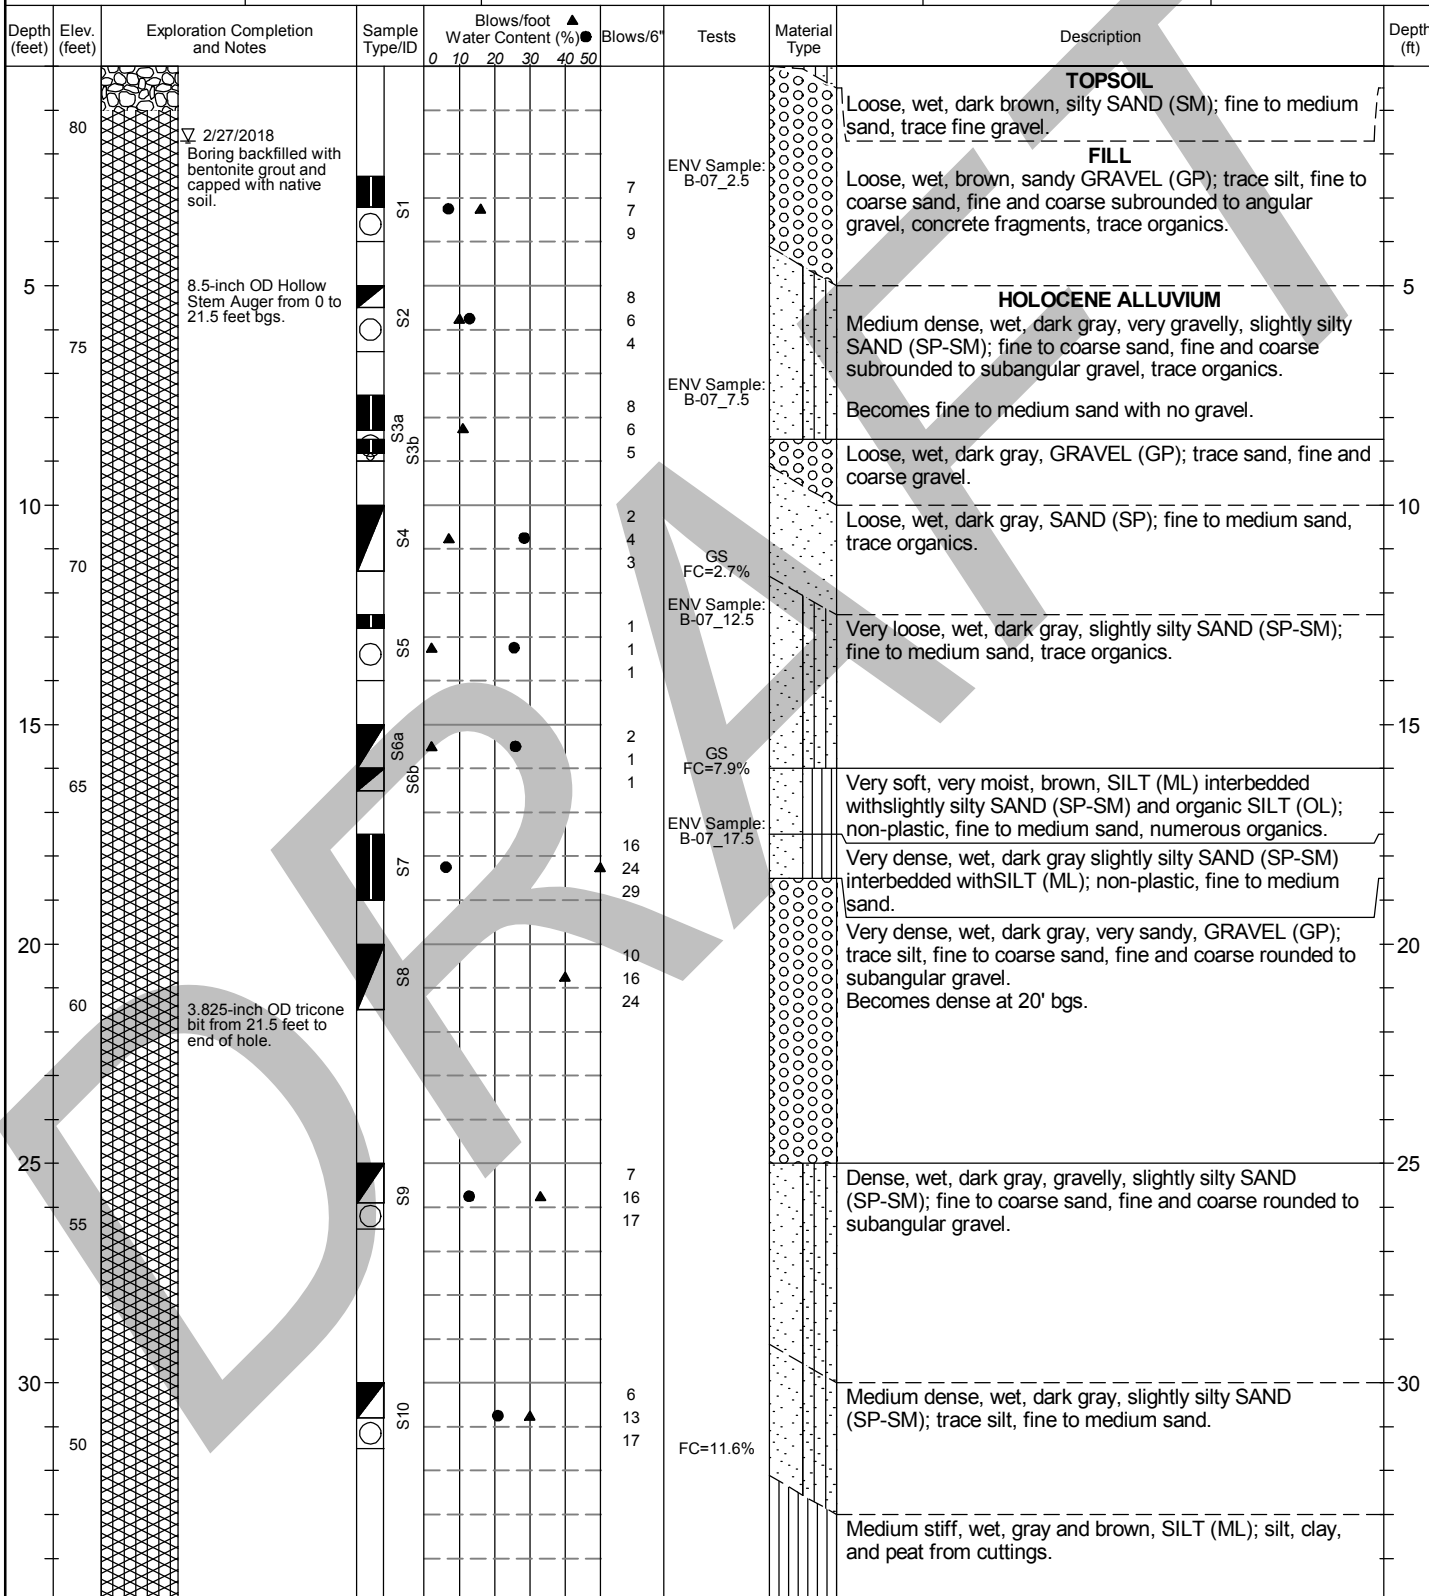 Depth
(feet)
Elev.
(feet)
Exploration Completion
and Notes
Sample
Type/ID
Blows/foot ▲
Water Content (%)●
0 10 20 30 40 50
Blows/6"
Tests
Material
Type
Description
Depth
(ft)
TOPSOIL
Loose, wet, dark brown, silty SAND (SM); fine to medium
sand, trace fine gravel.
80
2/27/2018
Boring backfilled with
bentonite grout and
capped with native
soil.
ENV Sample:
B-07_2.5
FILL
Loose, wet, brown, sandy GRAVEL (GP); trace silt, fine to
coarse sand, fine and coarse subrounded to angular
gravel, concrete fragments, trace organics.
S1
7
7
9
5
8.5-inch OD Hollow
Stem Auger from 0 to
21.5 feet bgs.
S2
8
6
4
5
HOLOCENE ALLUVIUM
Medium dense, wet, dark gray, very gravelly, slightly silty
SAND (SP-SM); fine to coarse sand, fine and coarse
subrounded to subangular gravel, trace organics.
75
ENV Sample:
B-07_7.5
Becomes fine to medium sand with no gravel.
S3a
S3b
8
6
5
Loose, wet, dark gray, GRAVEL (GP); trace sand, fine and
coarse gravel.
10
S4
2
4
3
10
Loose, wet, dark gray, SAND (SP); fine to medium sand,
trace organics.
70
GS
FC=2.7%
ENV Sample:
B-07_12.5
S5
1
1
1
Very loose, wet, dark gray, slightly silty SAND (SP-SM);
fine to medium sand, trace organics.
15
S6a
S6b
2
1
1
GS
FC=7.9%
15
65
Very soft, very moist, brown, SILT (ML) interbedded
withslightly silty SAND (SP-SM) and organic SILT (OL);
non-plastic, fine to medium sand, numerous organics.
ENV Sample:
B-07_17.5
S7
16
24
29
Very dense, wet, dark gray slightly silty SAND (SP-SM)
interbedded withSILT (ML); non-plastic, fine to medium
sand.
20
S8
10
16
24
20
Very dense, wet, dark gray, very sandy, GRAVEL (GP);
trace silt, fine to coarse sand, fine and coarse rounded to
subangular gravel.
Becomes dense at 20' bgs.
60
3.825-inch OD tricone
bit from 21.5 feet to
end of hole.
25
S9
7
16
17
25
Dense, wet, dark gray, gravelly, slightly silty SAND
(SP-SM); fine to coarse sand, fine and coarse rounded to
subangular gravel.
55
30
S10
6
13
17
30
Medium dense, wet, dark gray, slightly silty SAND
(SP-SM); trace silt, fine to medium sand.
50
FC=11.6%
Medium stiff, wet, gray and brown, SILT (ML); silt, clay,
and peat from cuttings.
DRAFT